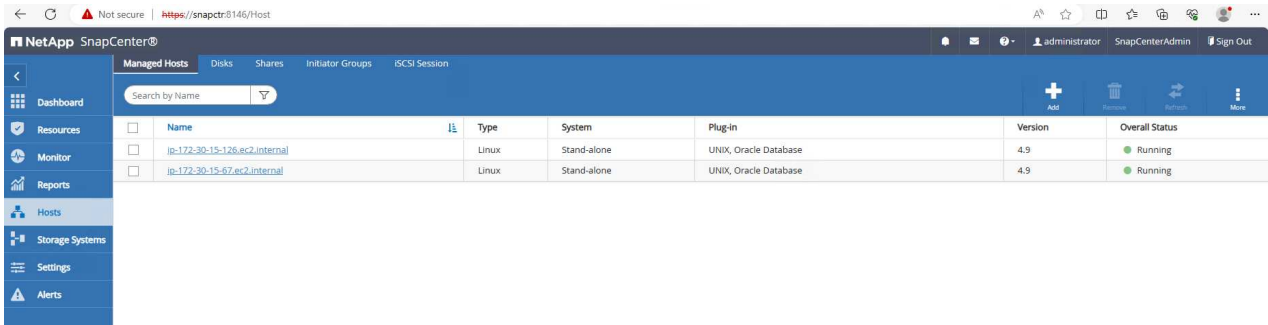 Not secure | https://snapctr:8146/Host
NetApp SnapCenter®
administrator SnapCenterAdmin Sign Out
Managed Hosts Disks Shares Initiator Groups iSCSI Session
Search by Name
Add Remove Refresh More
Dashboard
Resources
Monitor
Reports
Hosts
Storage Systems
Settings
Alerts
Name Type System Plug-in Version Overall Status
ip-172-30-15-126.ec2.internal Linux Stand-alone UNIX, Oracle Database 4.9 Running
ip-172-30-15-67.ec2.internal Linux Stand-alone UNIX, Oracle Database 4.9 Running